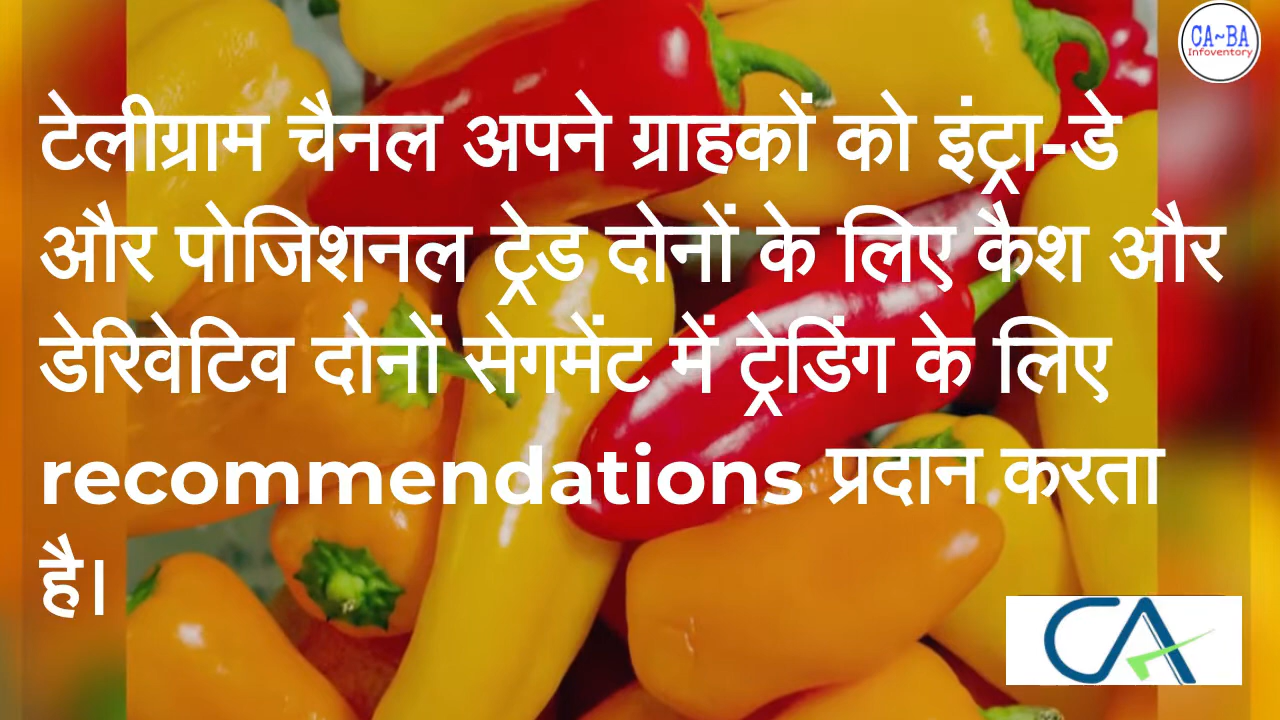 CA~BA
Infoventory
टेलीग्राम चैनल अपने ग्राहकों को इंट्रा-डे
और पोजिशनल ट्रेड दोनों के लिए कैश और
डेरिवेटिव दोनों सेगमेंट में ट्रेडिंग के लिए
recommendations प्रदान करता
है।
CA